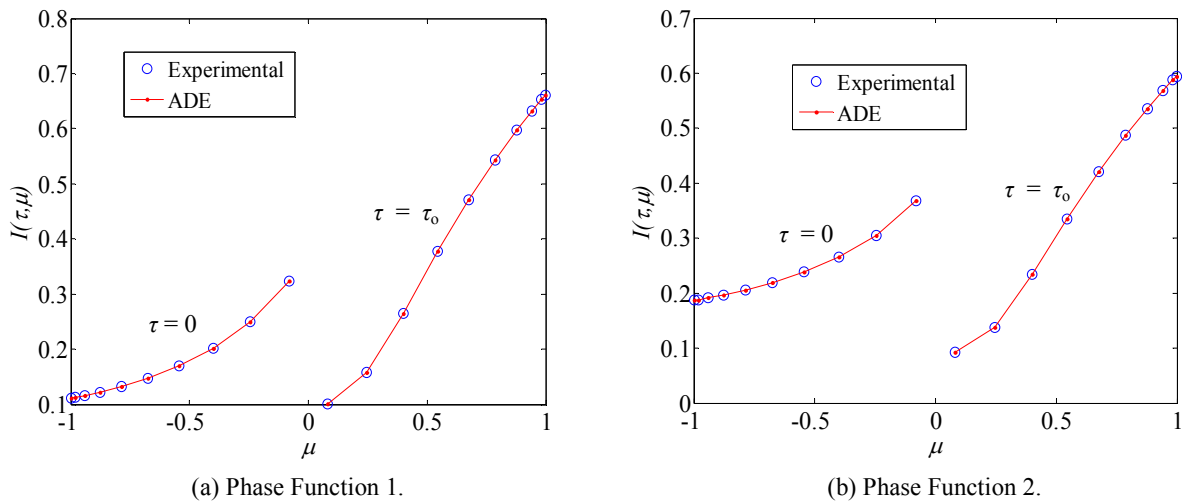 0.8
0.7
0.6
0.5
0.4
0.3
0.2
0.1
I(τ,μ)
Experimental
ADE
τ = τo
τ = 0
-1
-0.5
0
0.5
1
μ
(a) Phase Function 1.
0.7
0.6
0.5
0.4
0.3
0.2
0.1
0
I(τ,μ)
Experimental
ADE
τ = τo
τ = 0
-1
-0.5
0
0.5
1
μ
(b) Phase Function 2.